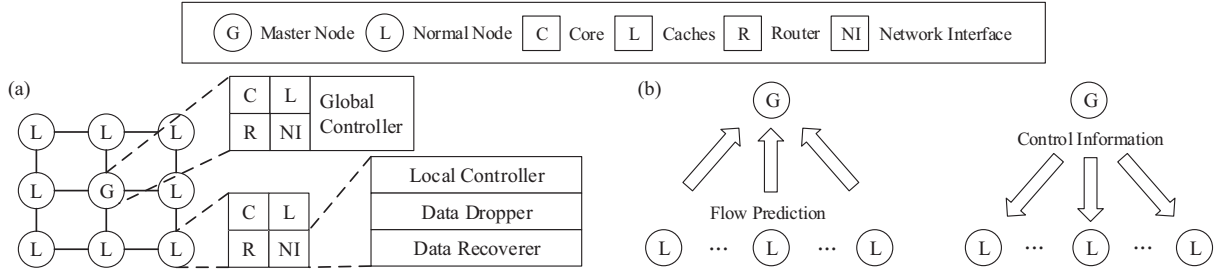 G Master Node L Normal Node C Core L Caches R Router NI Network Interface
(a)
C L
R NI
Global
Controller
L L L
L G L
L L L
C L
R NI
Local Controller
Data Dropper
Data Recoverer
(b)
G
Flow Prediction
L ... L ... L
G
Control Information
L ... L ... L